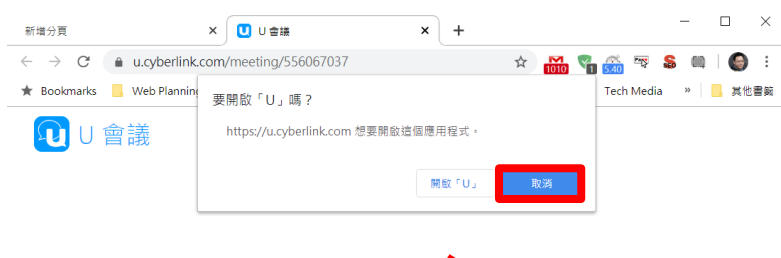 新增分頁
U 會議
u.cyberlink.com/meeting/556067037
1010
1
5.40
Bookmarks
Web Planning
Tech Media
»
其他書籤
U 會議
要開啟「U」嗎？
https://u.cyberlink.com 想要開啟這個應用程式。
開啟「U」
取消